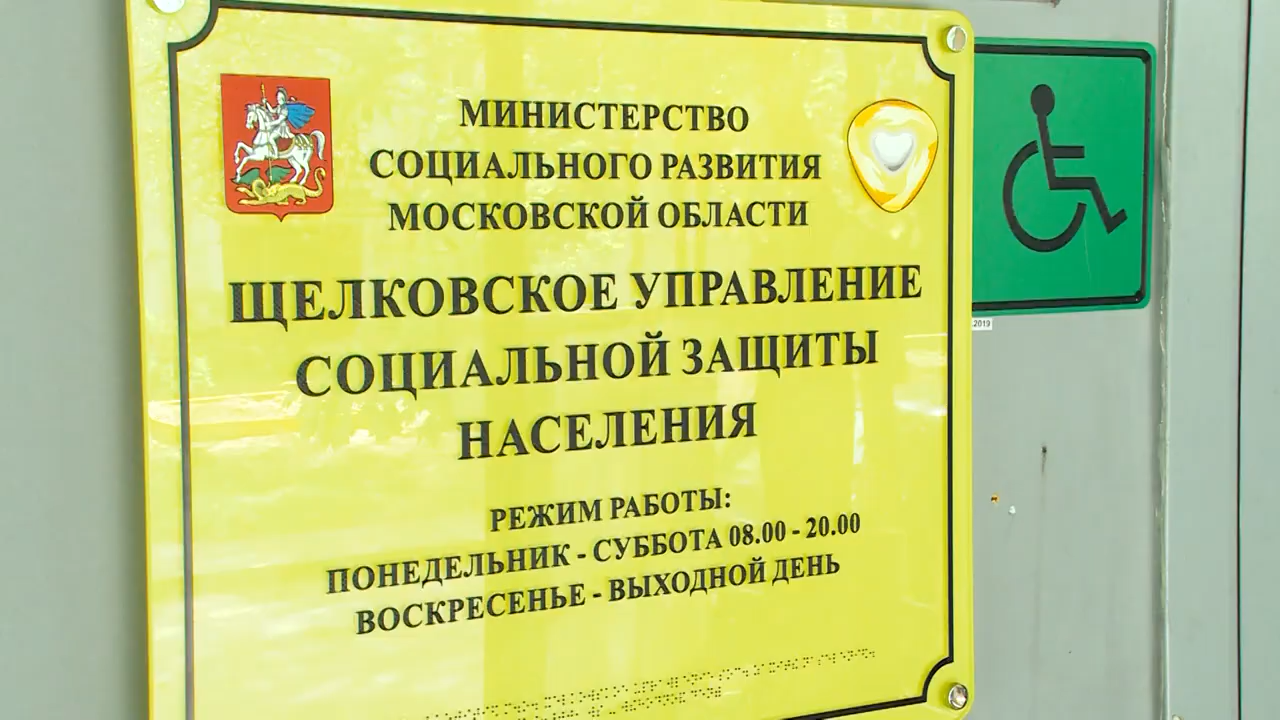 МИНИСТЕРСТВО
СОЦИАЛЬНОГО РАЗВИТИЯ
МОСКОВСКОЙ ОБЛАСТИ
ЩЕЛКОВСКОЕ УПРАВЛЕНИЕ
СОЦИАЛЬНОЙ ЗАЩИТЫ
НАСЕЛЕНИЯ
РЕЖИМ РАБОТЫ:
ПОНЕДЕЛЬНИК - СУББОТА 08.00 - 20.00
ВОСКРЕСЕНЬЕ - ВЫХОДНОЙ ДЕНЬ
.2019